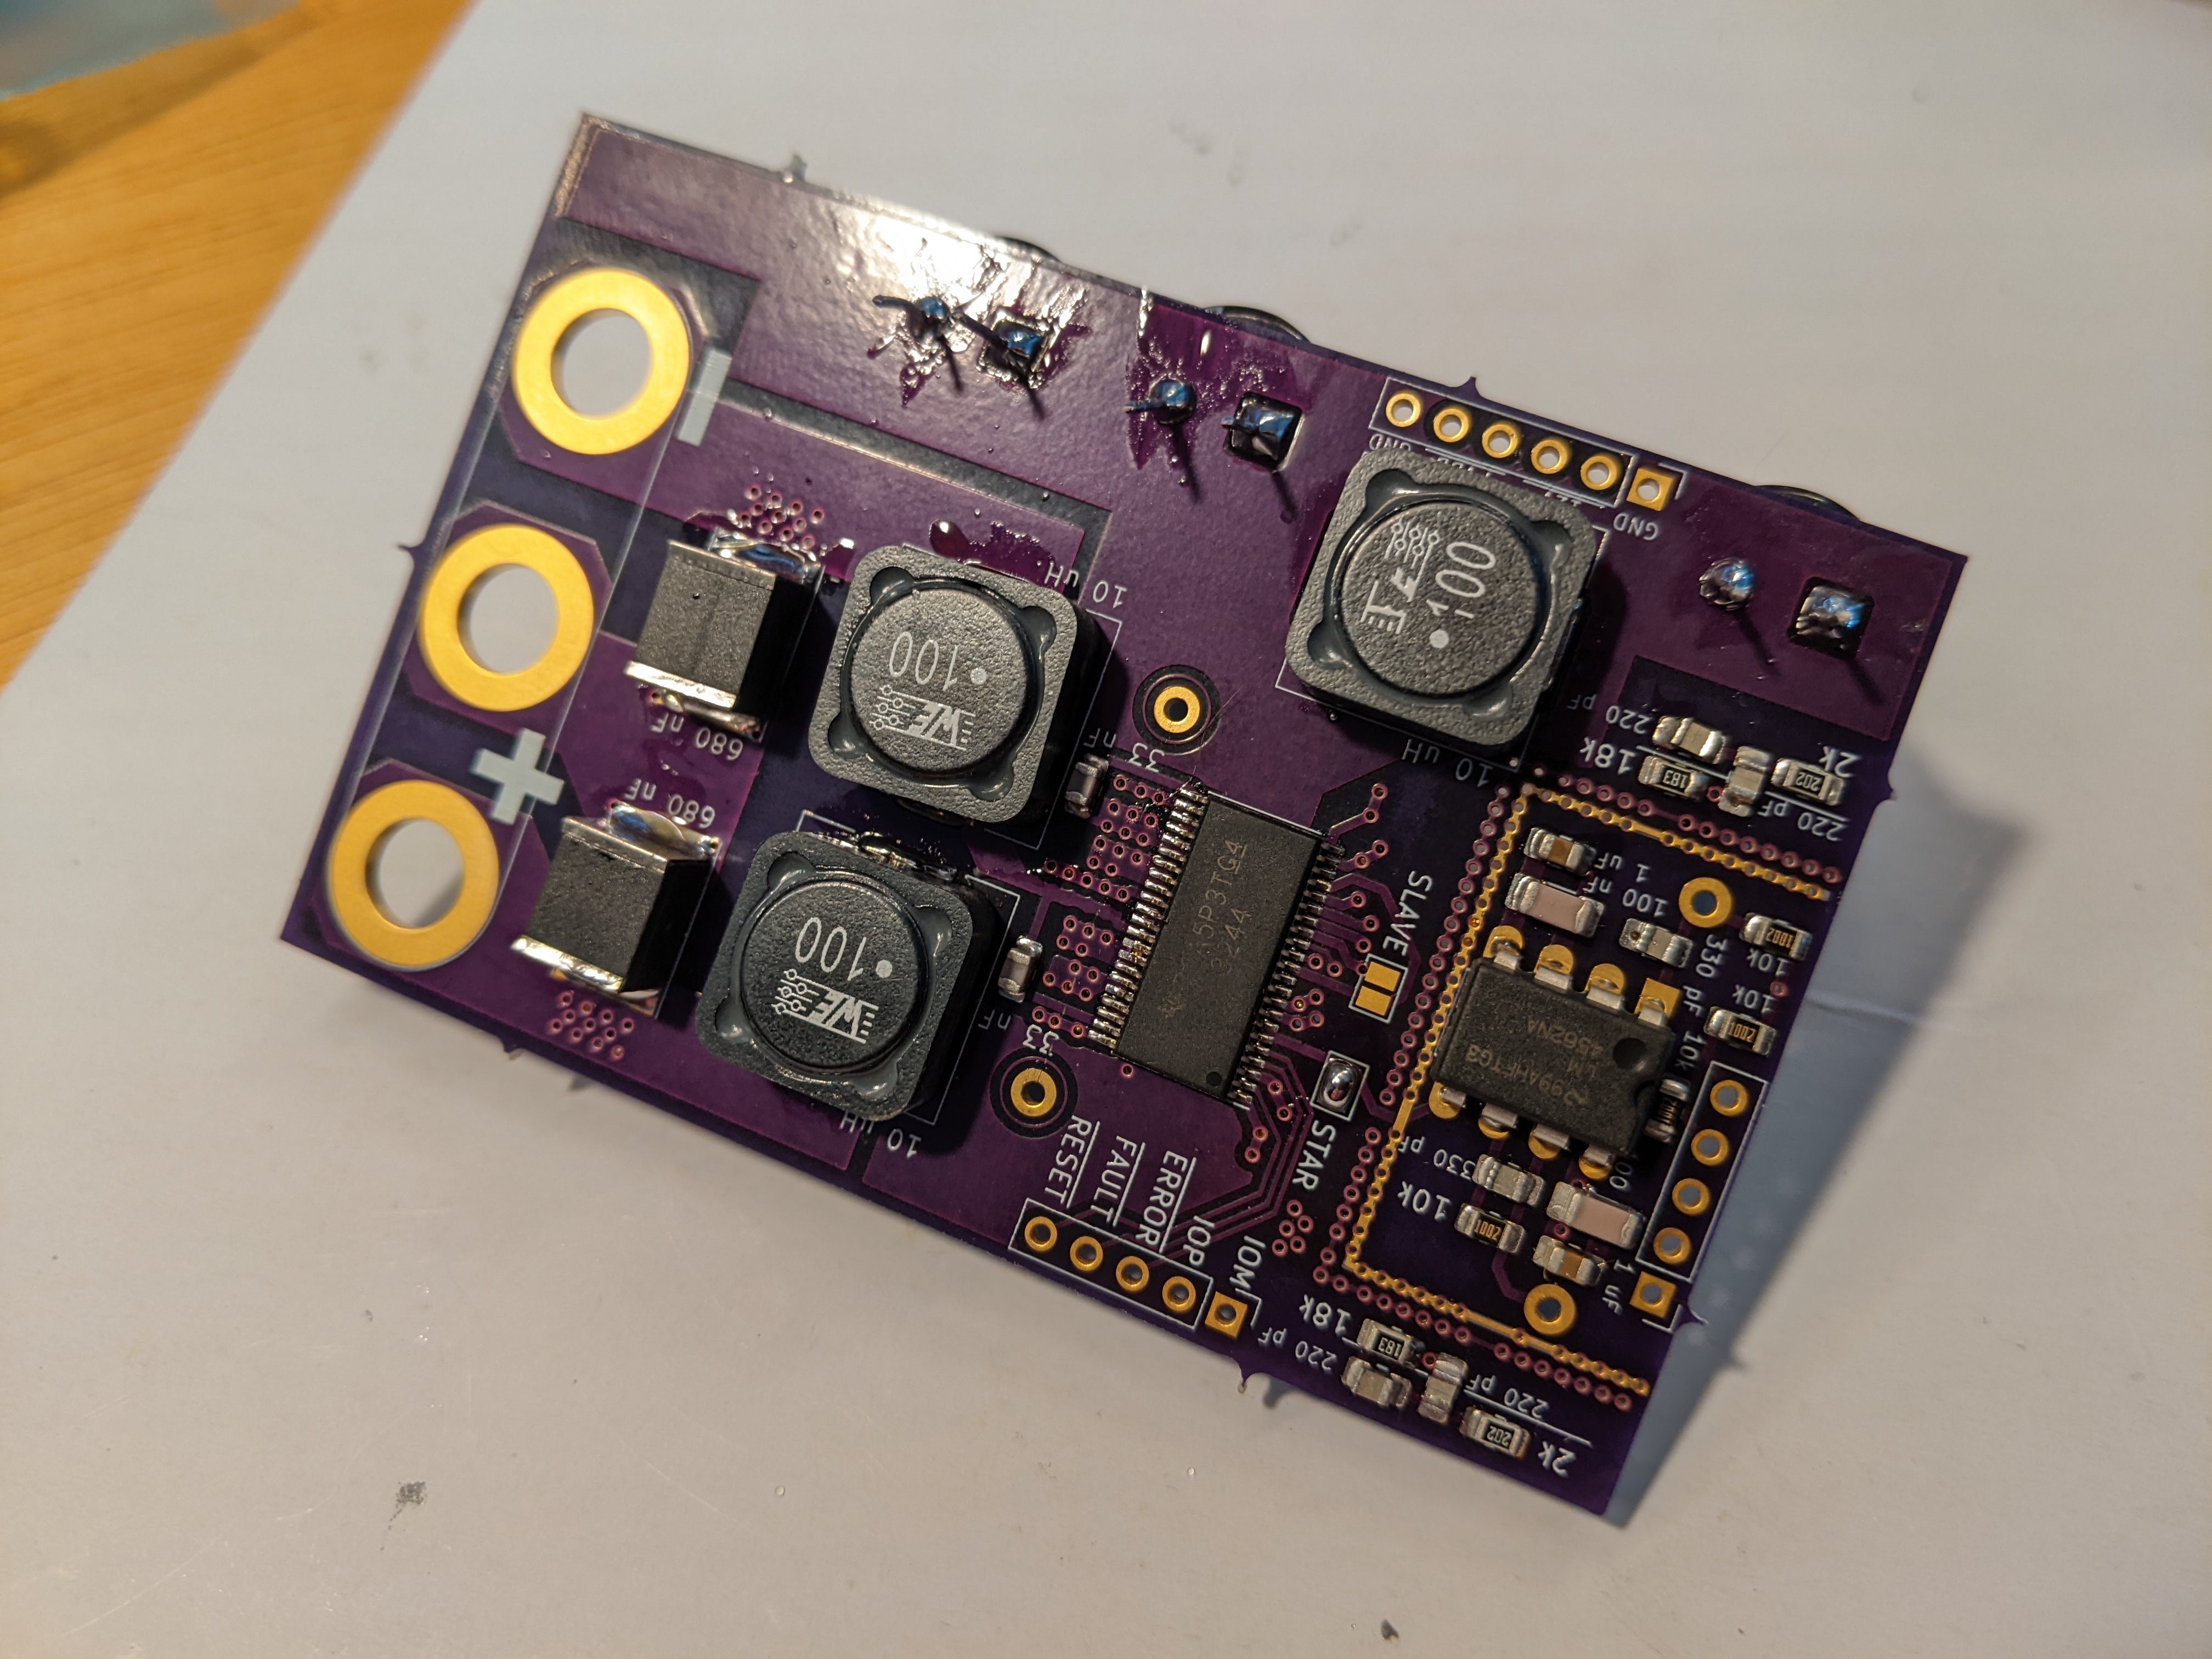 GND
GND
100
WE
10 uH
100
WE
10 uH
100
WE
10 uH
680 nF
680 nF
33 nF
33 nF
220 pF
18k
183
2k
202
220 pF
1 uF
100 nF
330 pF
1002
10k
10k
1002
10k
SLAVE
STAR
LM
4562NA
330 pF
10k
1002
1 uF
RESET
FAULT
ERROR
IOP
IOM
18k
183
220 pF
220 pF
202
2k
+
-